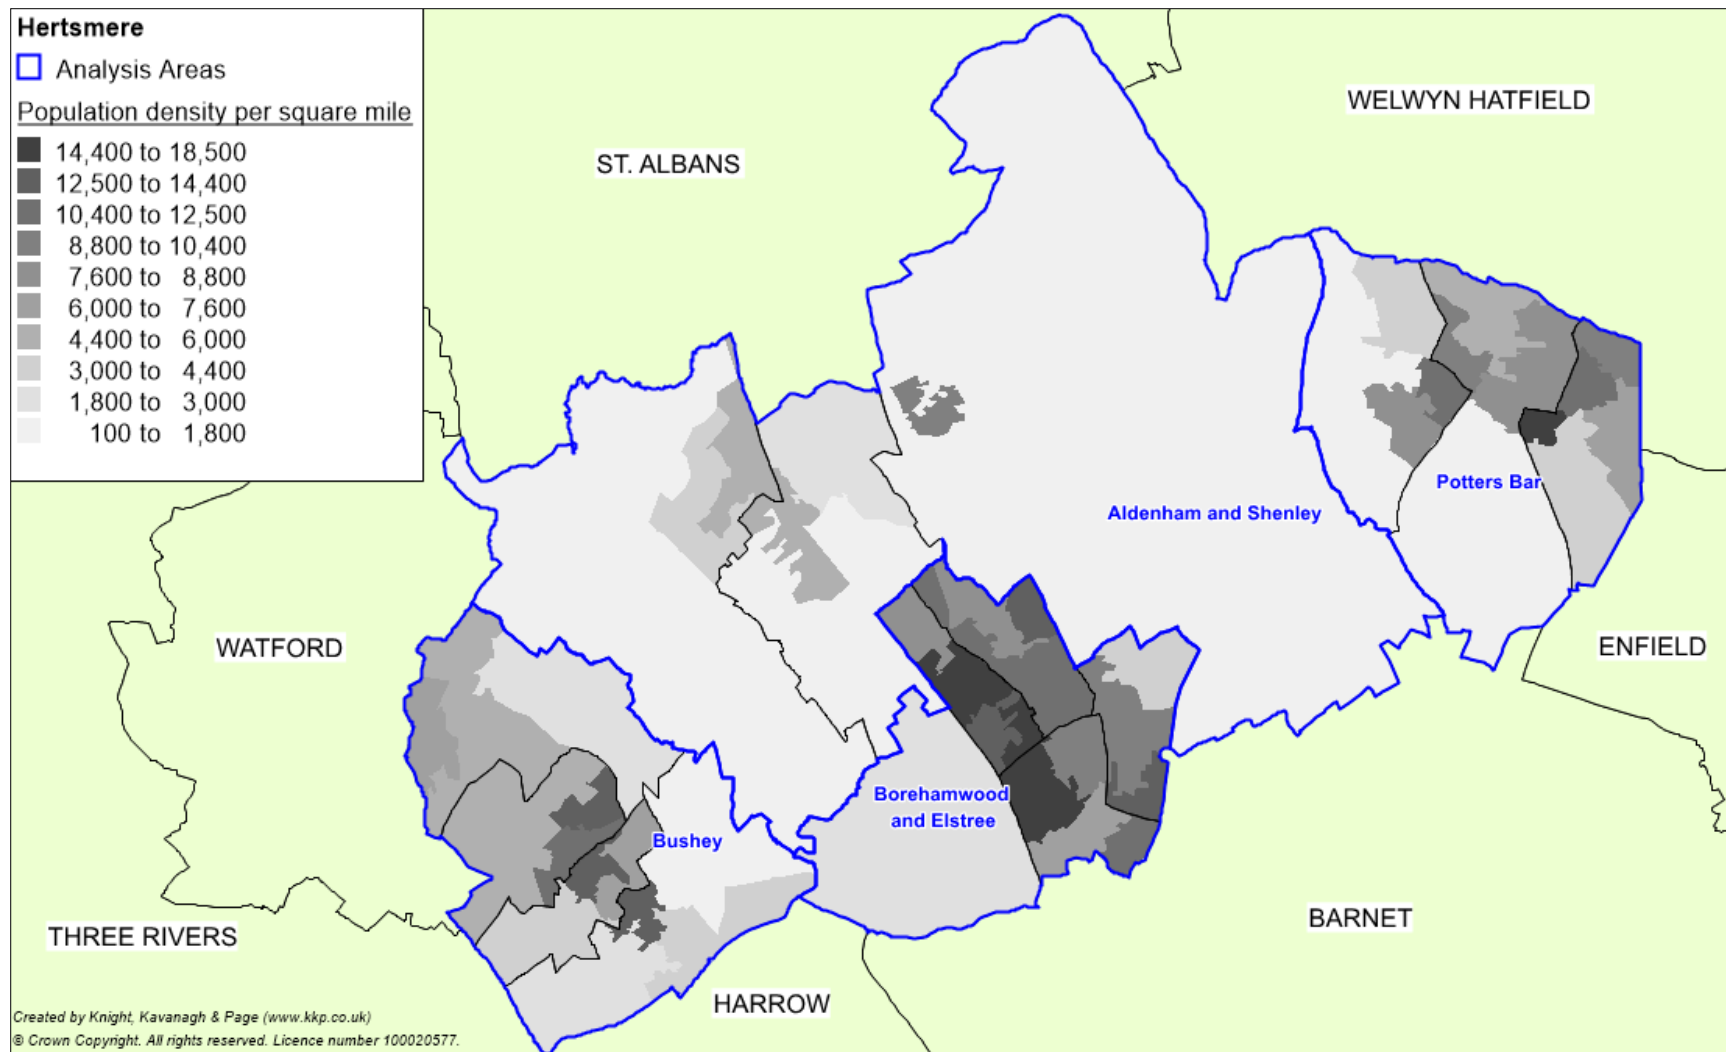 Hertsmere
Analysis Areas
Population density per square mile
14,400 to 18,500
12,500 to 14,400
10,400 to 12,500
8,800 to 10,400
7,600 to 8,800
6,000 to 7,600
4,400 to 6,000
3,000 to 4,400
1,800 to 3,000
100 to 1,800
WELWYN HATFIELD
ST. ALBANS
Potters Bar
Aldenham and Shenley
WATFORD
ENFIELD
Borehamwood
and Elstree
Bushey
BARNET
THREE RIVERS
HARROW
Created by Knight, Kavanagh & Page (www.kkp.co.uk)
© Crown Copyright. All rights reserved. Licence number 100020577.